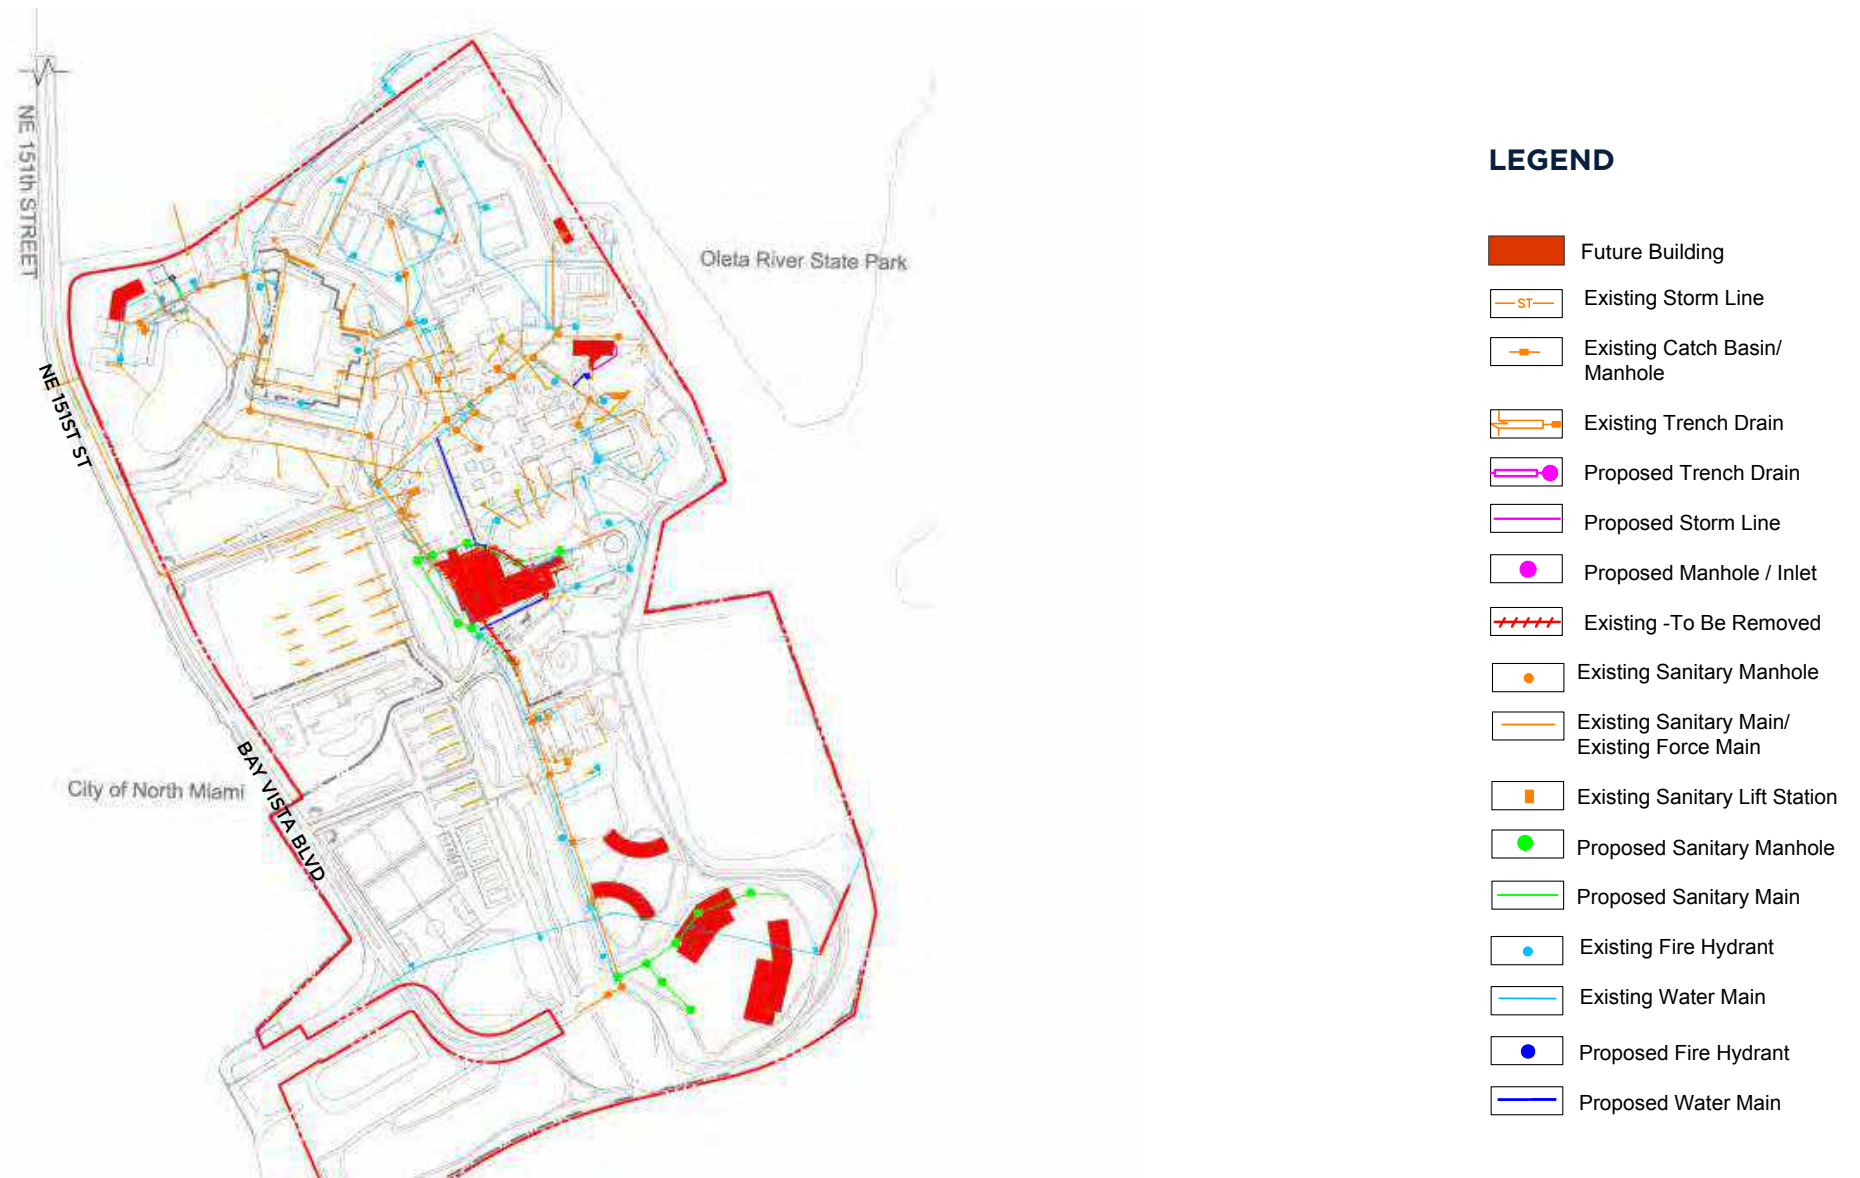 NE 151th STREET
Oleta River State Park
NE 151ST ST
City of North Miami
BAY VISTA BLVD
LEGEND
Future Building
ST
Existing Storm Line
Existing Catch Basin/
Manhole
Existing Trench Drain
Proposed Trench Drain
Proposed Storm Line
Proposed Manhole / Inlet
Existing -To Be Removed
Existing Sanitary Manhole
Existing Sanitary Main/
Existing Force Main
Existing Sanitary Lift Station
Proposed Sanitary Manhole
Proposed Sanitary Main
Existing Fire Hydrant
Existing Water Main
Proposed Fire Hydrant
Proposed Water Main